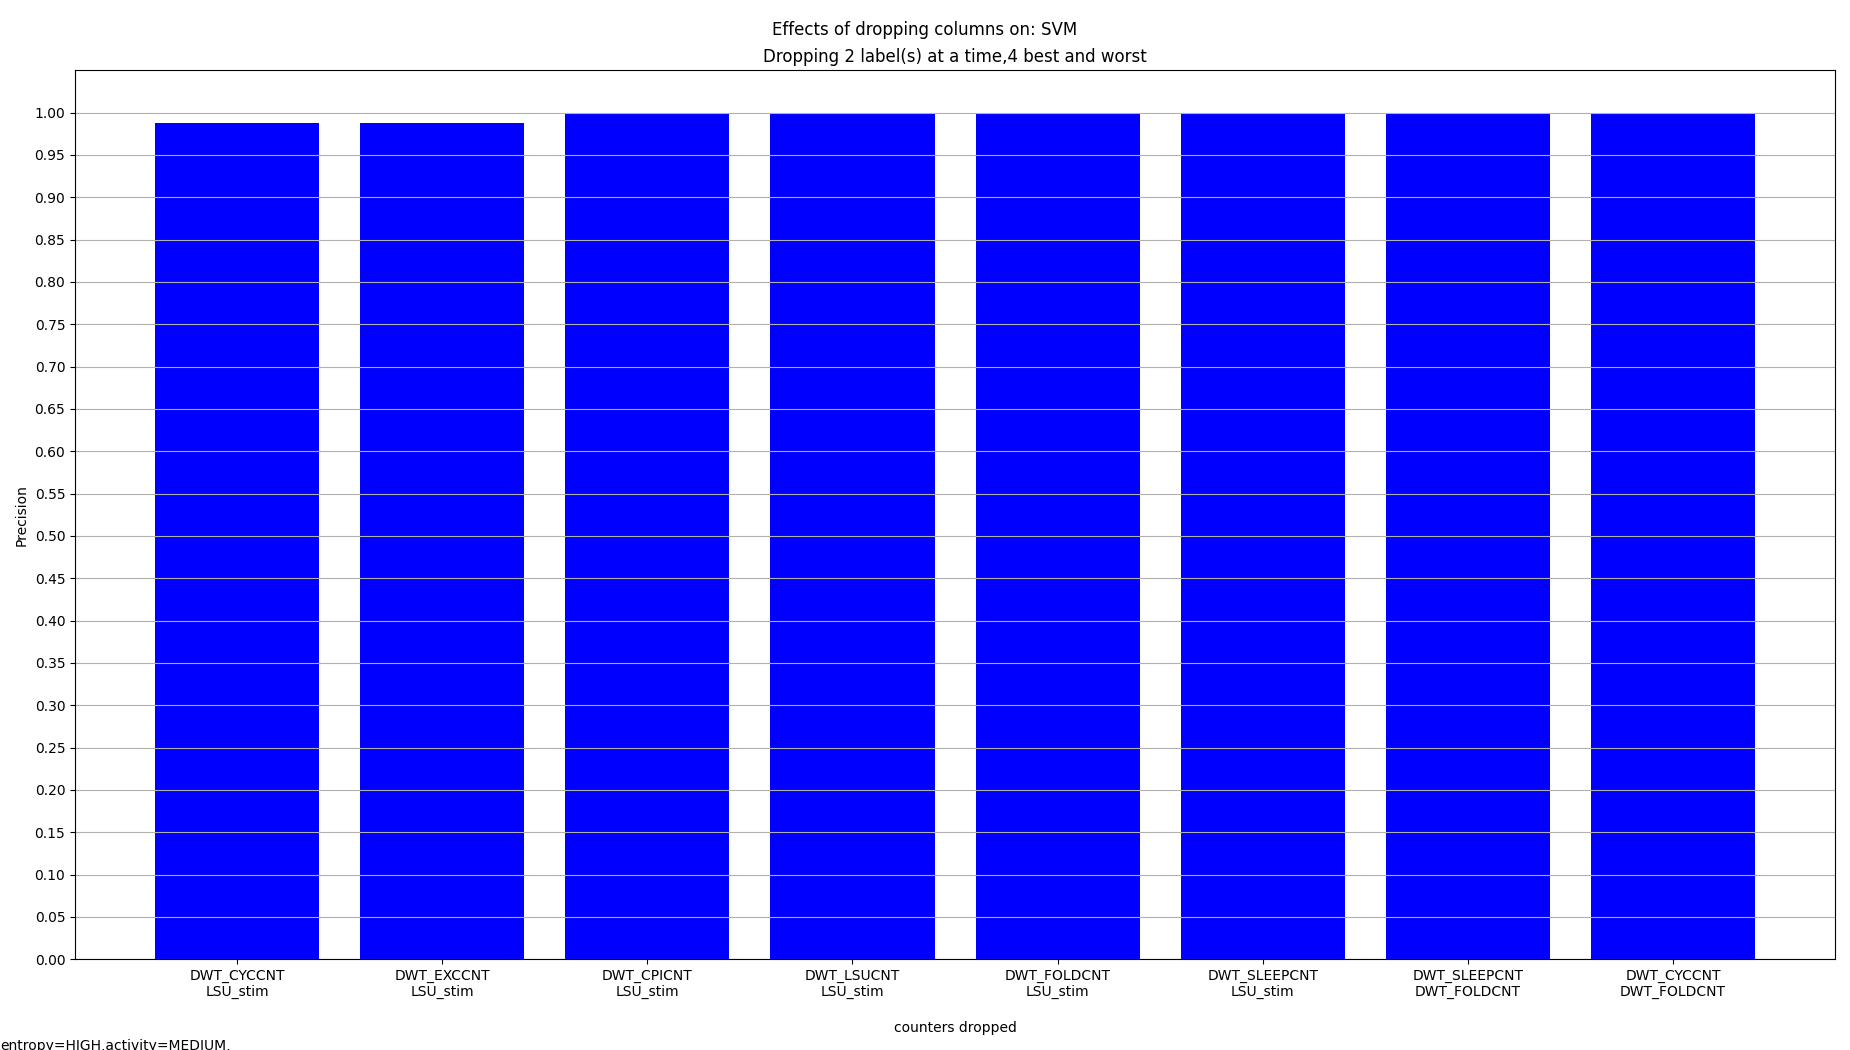 Effects of dropping columns on: SVM
Dropping 2 label(s) at a time,4 best and worst
1.00
0.95
0.90
0.85
0.80
0.75
0.70
0.65
0.60
0.55
0.50
0.45
0.40
0.35
0.30
0.25
0.20
0.15
0.10
0.05
0.00
Precision
DWT_CYCCNT
LSU_stim
DWT_EXCCNT
LSU_stim
DWT_CPICNT
LSU_stim
DWT_LSUCNT
LSU_stim
DWT_FOLDCNT
LSU_stim
DWT_SLEEPCNT
LSU_stim
DWT_SLEEPCNT
DWT_FOLDCNT
DWT_CYCCNT
DWT_FOLDCNT
counters dropped
entropy=HIGH,activity=MEDIUM,